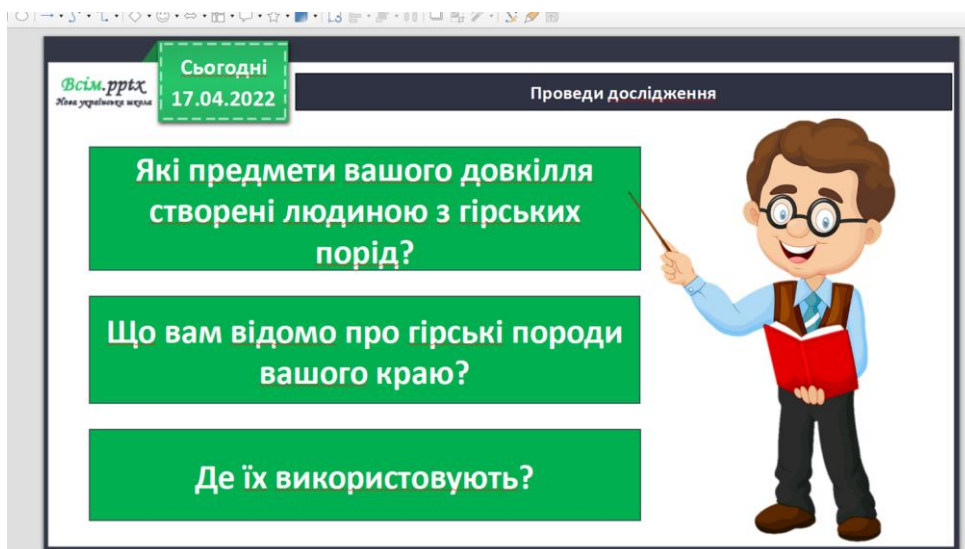 Всім.pptx
Нова українська школа
Сьогодні
17.04.2022
Проведи дослідження
Які предмети вашого довкілля
створені людиною з гірських
порід?
Що вам відомо про гірські породи
вашого краю?
Де їх використовують?